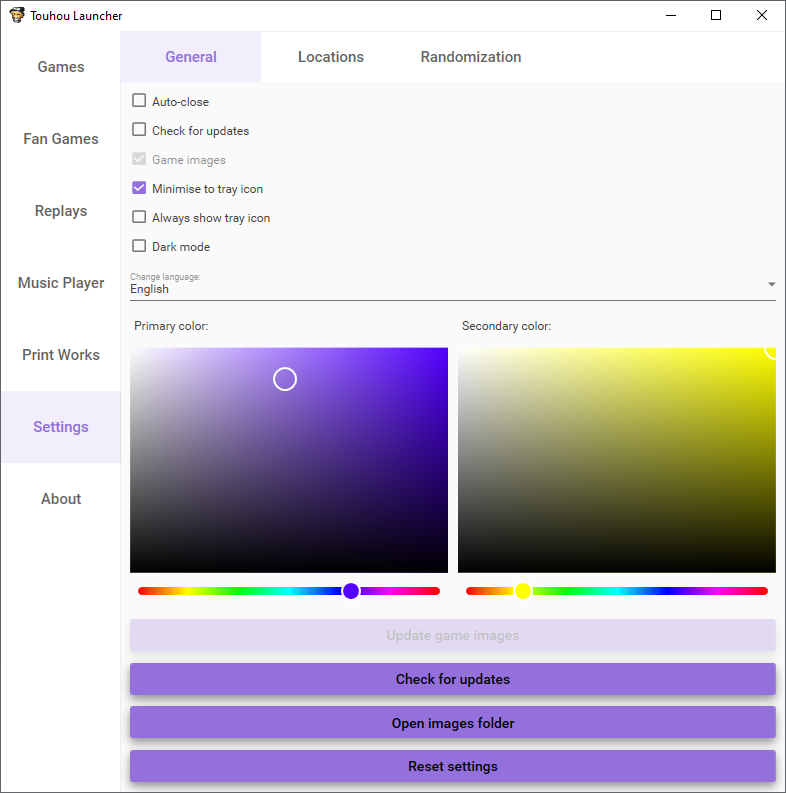 Touhou Launcher
Games
Fan Games
Replays
Music Player
Print Works
Settings
About
General Locations Randomization
Auto-close
Check for updates
Game images
Minimise to tray icon
Always show tray icon
Dark mode
Change language:
English
Primary color: Secondary color:
Update game images
Check for updates
Open images folder
Reset settings